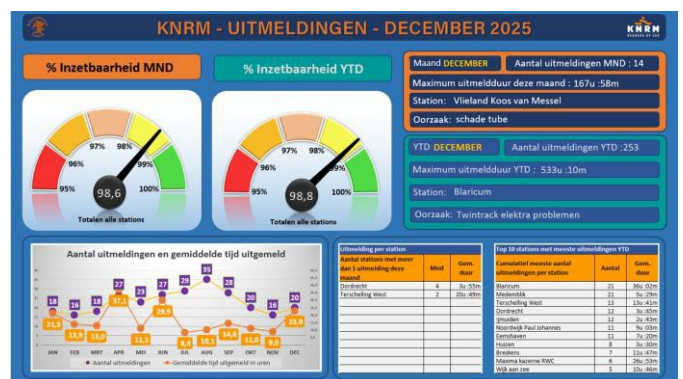 KNRM - UITMELDINGEN - DECEMBER 2025
KNRM
% Inzetbaarheid MND
95%
96%
97%
98%
99%
100%
98,6
Totalen alle stations
% Inzetbaarheid YTD
95%
96%
97%
98%
99%
100%
98,8
Totalen alle stations
Maand DECEMBER
Aantal uitmeldingen MND : 14
Maximum uitmeldduur deze maand : 167u :58m
Station: Vlieland Koos van Messel
Oorzaak: schade tube
YTD DECEMBER
Aantal uitmeldingen YTD :253
Maximum uitmeldduur YTD : 533u :10m
Station: Blaricum
Oorzaak: Twintrack elektra problemen
Aantal uitmeldingen en gemiddelde tijd uitgemeld
18 16 18 27 23 27 29 35 28 20 16 20
21,3 13,9 13,0 37,1 11,1 29,9 8,4 10,1 14,6 11,0 9,0
JAN FEB MRT APR MEI JUN JUL AUG SEP OKT NOV DEC
Aantal uitmeldingen Gemiddelde tijd uitgemeld in uren
Uitmelding per station
Aantal stations met meer dan 1 uitmelding deze maand Mnd Gem. duur
Dordrecht 4 3u :55m
Terschelling West 2 20u :49m
Top 10 stations met meeste uitmeldingen YTD
Cumulatief meeste aantal uitmeldingen per station Aantal Gem. duur
Blaricum 21 36u :02m
Medemblik 21 5u :29m
Terschelling West 13 13u :41m
Dordrecht 12 3u :45m
Ijmuiden 12 2u :43m
Noordwijk Paul Johannes 11 9u :03m
Eemshaven 11 7u :20m
Huizen 8 3u :30m
Breskens 7 11u :47m
Maxima kazerne RWC 6 26u :53m
Wijk aan zee 5 10u :46m